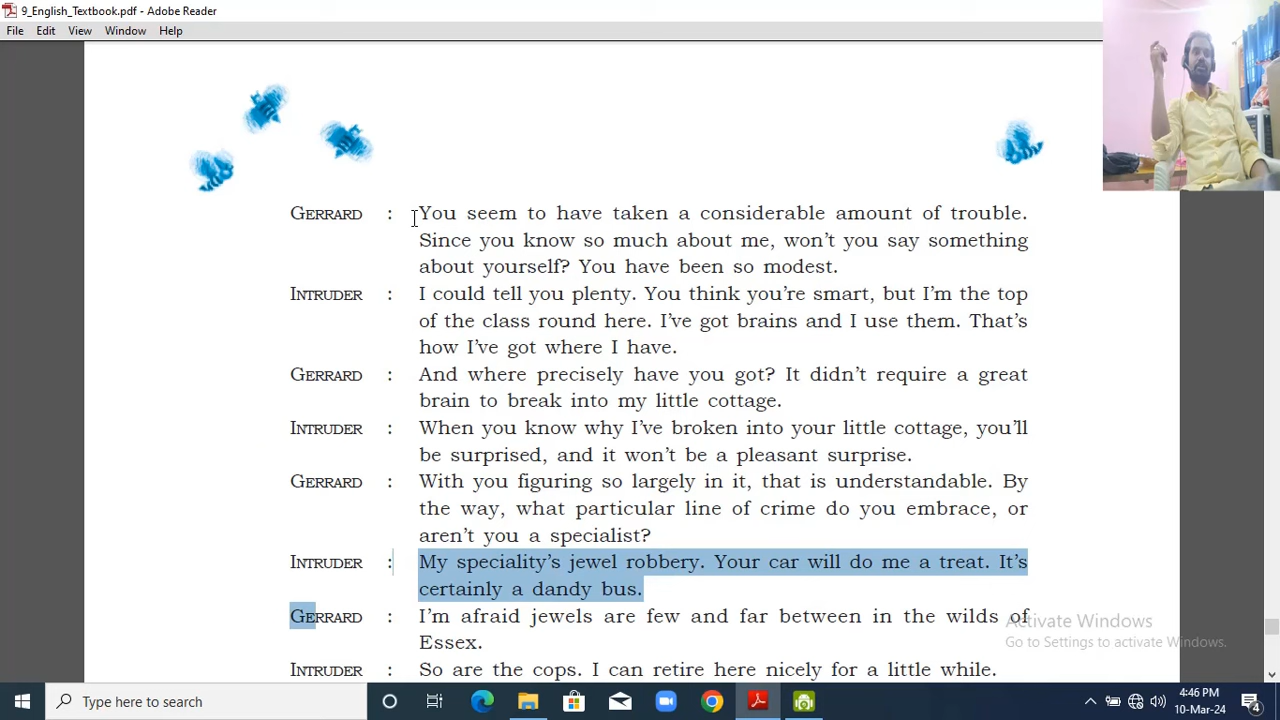 9_English_Textbook.pdf - Adobe Reader
File Edit View Window Help
GERRARD : You seem to have taken a considerable amount of trouble.
Since you know so much about me, won't you say something
about yourself? You have been so modest.
INTRUDER : I could tell you plenty. You think you're smart, but I'm the top
of the class round here. I've got brains and I use them. That's
how I've got where I have.
GERRARD : And where precisely have you got? It didn't require a great
brain to break into my little cottage.
INTRUDER : When you know why I've broken into your little cottage, you'll
be surprised, and it won't be a pleasant surprise.
GERRARD : With you figuring so largely in it, that is understandable. By
the way, what particular line of crime do you embrace, or
aren't you a specialist?
INTRUDER : My speciality's jewel robbery. Your car will do me a treat. It's
certainly a dandy bus.
GERRARD : I'm afraid jewels are few and far between in the wilds of
Essex.
INTRUDER : So are the cops. I can retire here nicely for a little while.
Activate Windows
Go to Settings to activate Windows.
Type here to search
4:46 PM
10-Mar-24
4